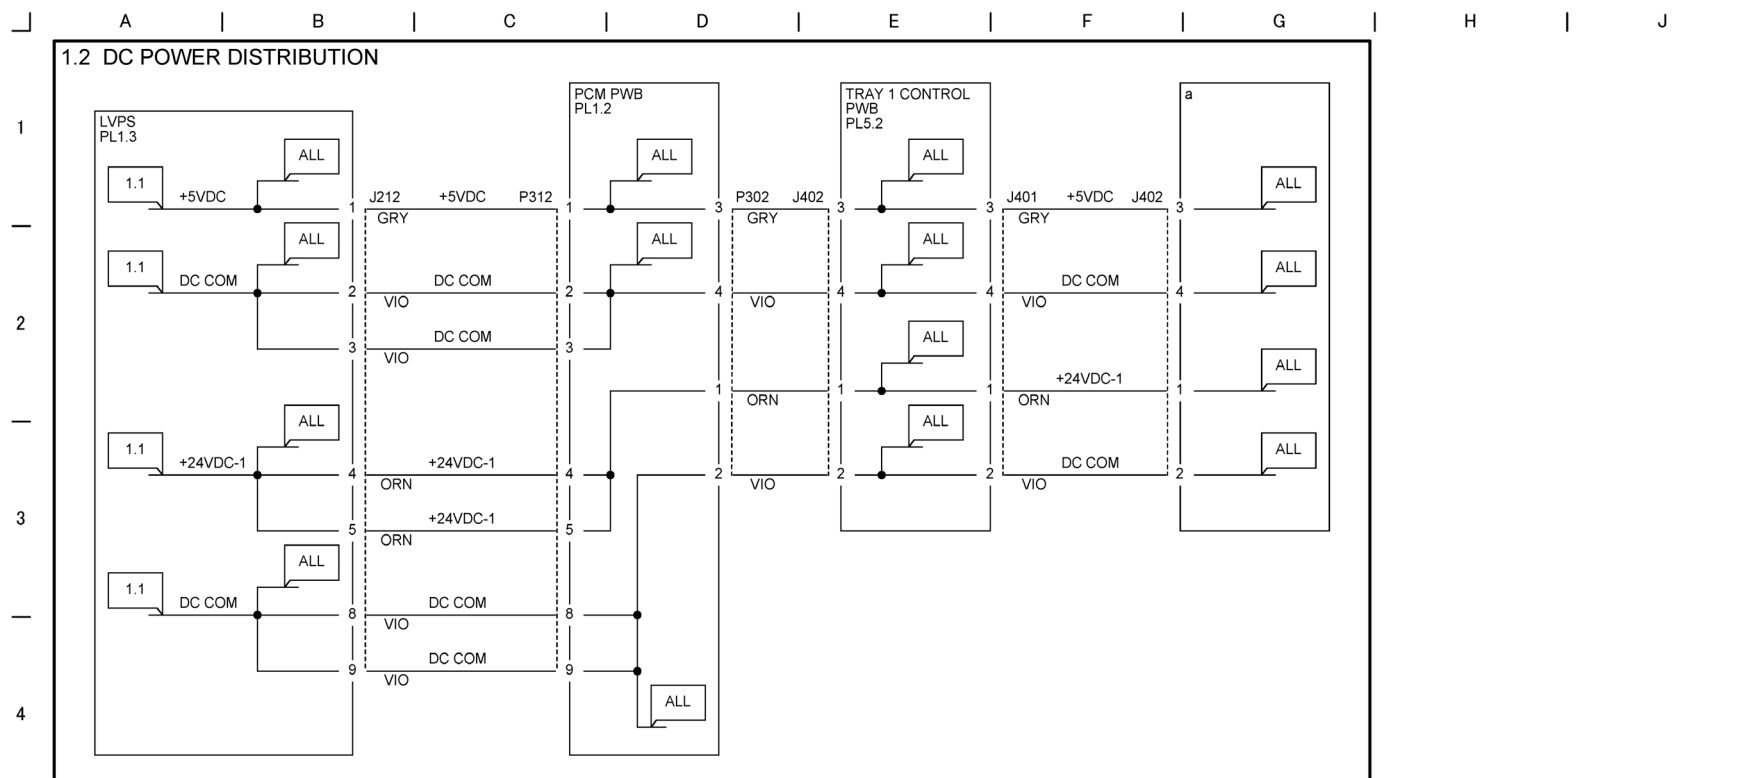 A B C D E F G H J
1.2 DC POWER DISTRIBUTION
PCM PWB
PL1.2
TRAY 1 CONTROL
PWB
PL5.2
a
LVPS
PL1.3
1
ALL ALL ALL
1.1 +5VDC 1 J212 +5VDC P312 1 3 P302 J402 3 3 J401 +5VDC J402 3 ALL
GRY GRY GRY
ALL ALL ALL
1.1 DC COM 2 DC COM 2 4 4 4 DC COM 4 ALL
VIO VIO VIO
2
3 DC COM 3 ALL
VIO
1 1 1 +24VDC-1 1 ALL
ORN ORN
ALL ALL
1.1 +24VDC-1 4 +24VDC-1 4 2 2 2 DC COM 2 ALL
ORN VIO VIO
3
5 +24VDC-1 5
ORN
ALL
1.1 DC COM 8 DC COM 8
VIO
9 DC COM 9
VIO
ALL
4